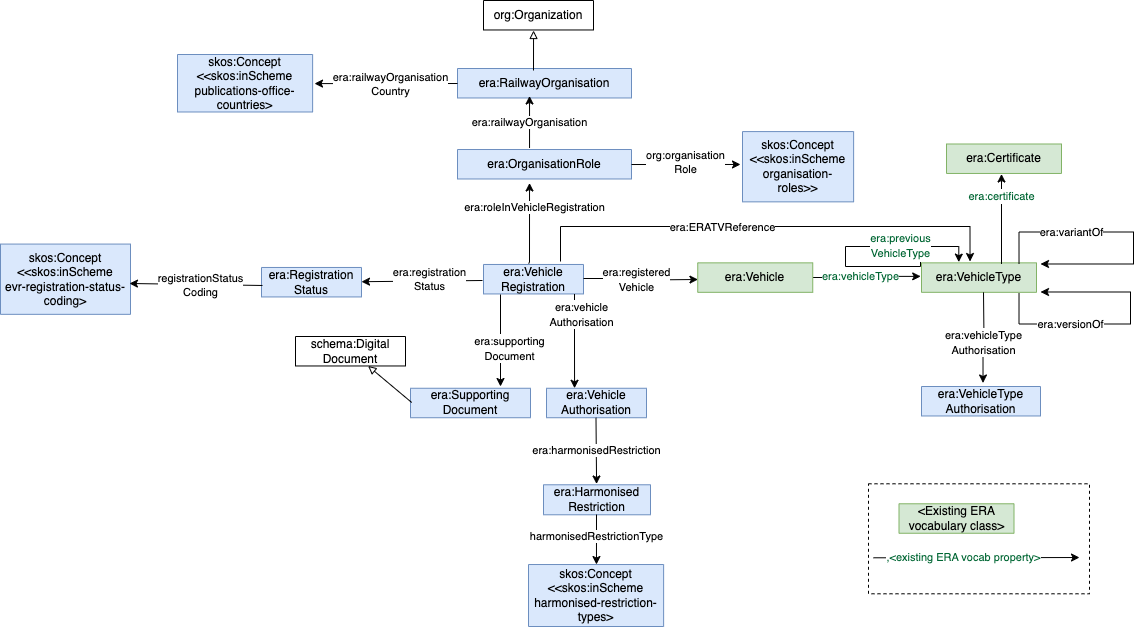 org:Organization
skos:Concept
<<skos:inScheme
publications-office-
countries>
era:railwayOrganisation
Country
era:RailwayOrganisation
era:railwayOrganisation
era:OrganisationRole
org:organisation
Role
skos:Concept
<<skos:inScheme
organisation-
roles>>
era:Certificate
era:certificate
era:roleInVehicleRegistration
era:ERATVReference
era:previous
VehicleType
era:variantOf
skos:Concept
<<skos:inScheme
evr-registration-status-
coding>
registrationStatus
Coding
era:Registration
Status
era:registration
Status
era:Vehicle
Registration
era:registered
Vehicle
era:Vehicle
era:vehicleType
era:VehicleType
era:versionOf
era:vehicle
Authorisation
era:supporting
Document
era:vehicleType
Authorisation
schema:Digital
Document
era:Supporting
Document
era:Vehicle
Authorisation
era:VehicleType
Authorisation
era:harmonisedRestriction
era:Harmonised
Restriction
harmonisedRestrictionType
skos:Concept
<<skos:inScheme
harmonised-restriction-
types>
<Existing ERA
vocabulary class>
,<existing ERA vocab property>